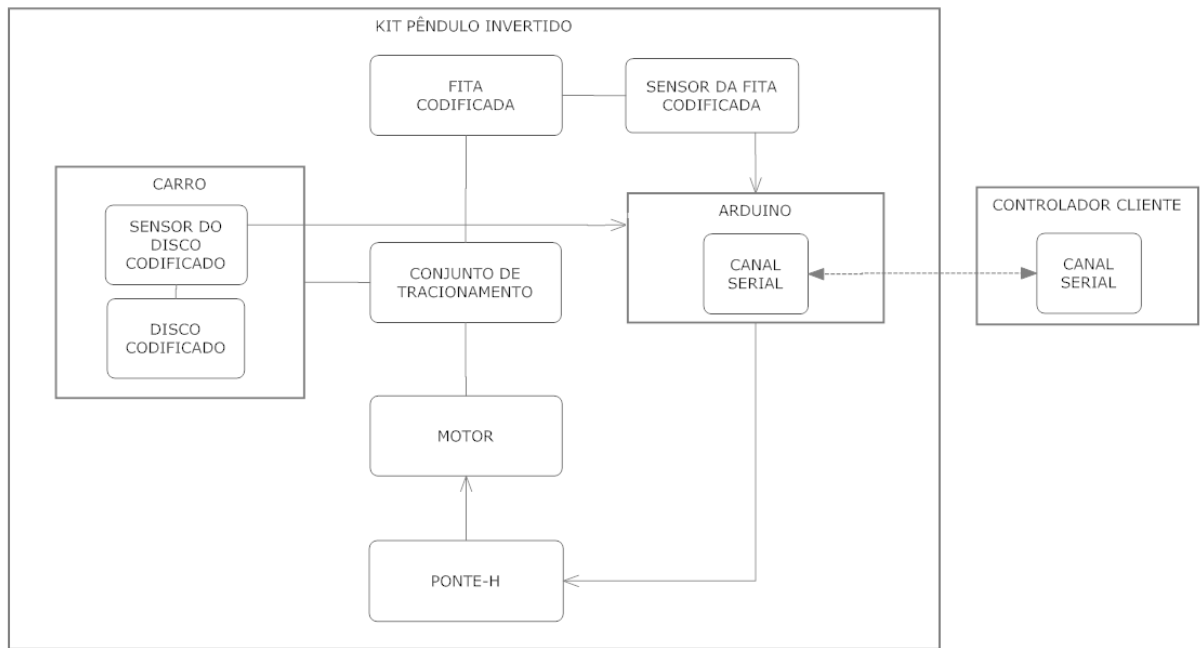 KIT PÊNDULO INVERTIDO
FITA
CODIFICADA
SENSOR DA FITA
CODIFICADA
CARRO
SENSOR DO
DISCO
CODIFICADO
DISCO
CODIFICADO
CONJUNTO DE
TRACIONAMENTO
ARDUINO
CANAL
SERIAL
CONTROLADOR CLIENTE
CANAL
SERIAL
MOTOR
PONTE-H